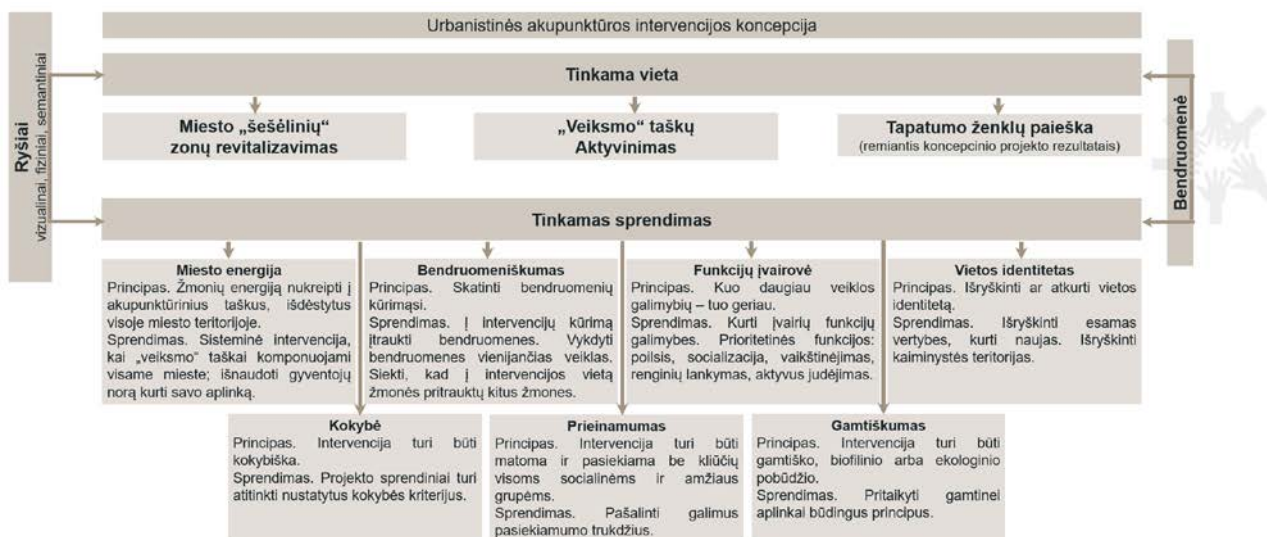 Urbanistinės akupunktūros intervencijos koncepcija
Ryšiai
vizualinai, fiziniai, semantiniai
Tinkama vieta
Bendruomenė
Miesto „šešėlinių“
zonų revitalizavimas
„Veiksmo“ taškų
Aktyvinimas
Tapatumo ženklų paieška
(remiantis koncepcinio projekto rezultatais)
Tinkamas sprendimas
Miesto energija
Principas. Žmonių energiją nukreipti į
akupunktūrinius taškus, išdėstytus
visoje miesto teritorijoje.
Sprendimas. Sisteminė intervencija,
kai „veiksmo“ taškai komponuojami
visame mieste; išnaudoti gyventojų
norą kurti savo aplinką.
Bendruomeniškumas
Principas. Skatinti bendruomenių
kūrimąsi.
Sprendimas. Į intervencijų kūrimą
įtraukti bendruomenes. Vykdyti
bendruomenes vienijančias veiklas.
Siekti, kad į intervencijos vietą
žmonės pritrauktų kitus žmones.
Funkcijų įvairovė
Principas. Kuo daugiau veiklos
galimybių – tuo geriau.
Sprendimas. Kurti įvairių funkcijų
galimybes. Prioritetinės funkcijos:
poilsis, socializacija, vaikštinėjimas,
renginių lankymas, aktyvus judėjimas.
Vietos identitetas
Principas. Išryškinti ar atkurti vietos
identitetą.
Sprendimas. Išryškinti esamas
vertybes, kurti naujas. Išryškinti
kaiminystės teritorijas.
Kokybė
Principas. Intervencija turi būti
kokybiška.
Sprendimas. Projekto sprendiniai turi
atitinkti nustatytus kokybės kriterijus.
Prieinamumas
Principas. Intervencija turi būti
matoma ir pasiekiama be kliūčių
visoms socialinėms ir amžiaus
grupėms.
Sprendimas. Pašalinti galimus
pasiekiamumo trukdžius.
Gamtiškumas
Principas. Intervencija turi būti
gamtiško, biofilinio arba ekologinio
pobūdžio.
Sprendimas. Pritaikyti gamtinei
aplinkai būdingus principus.